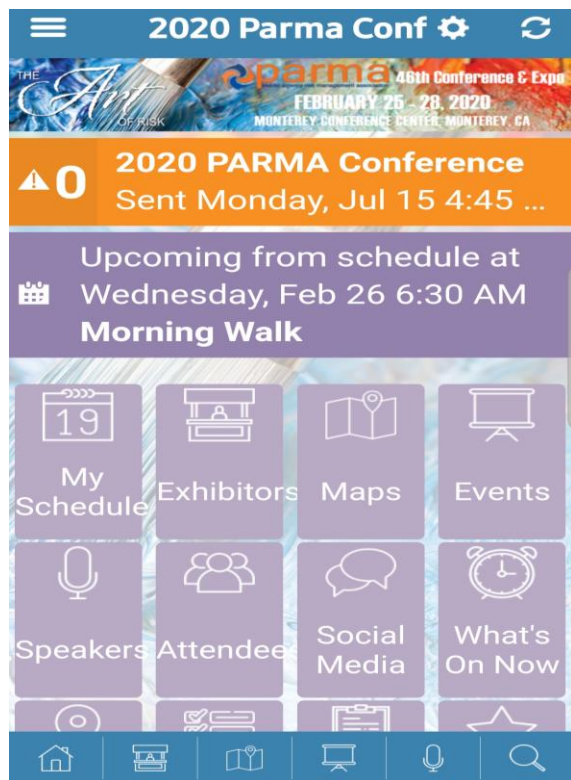 2020 Parma Conf
THE
Art
OF RISK
parma
46th Conference & Expo
FEBRUARY 25 - 28, 2020
MONTEREY CONFERENCE CENTER, MONTEREY, CA
0
2020 PARMA Conference
Sent Monday, Jul 15 4:45 ...
Upcoming from schedule at
Wednesday, Feb 26 6:30 AM
Morning Walk
19
My
Schedule
Exhibitors
Maps
Events
Speakers
Attendee
Social
Media
What's
On Now